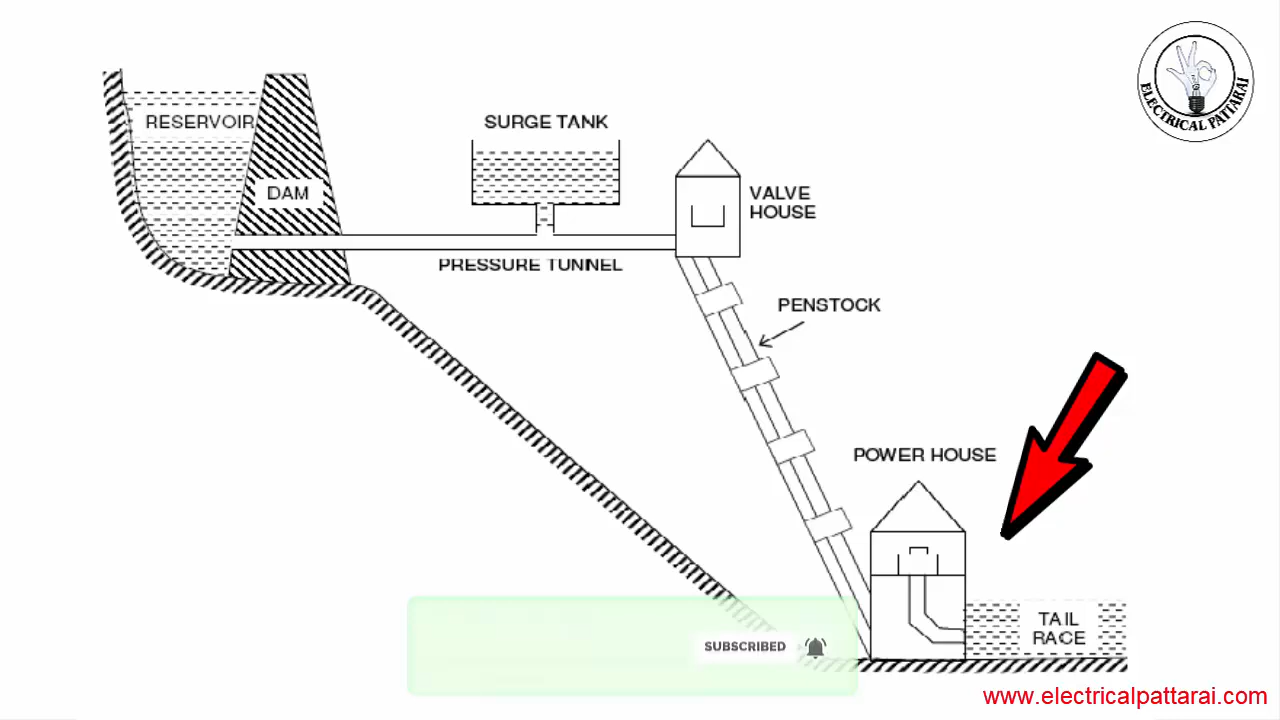 ELECTRICAL PATTARAI
RESERVOIR
SURGE TANK
DAM
VALVE
HOUSE
PRESSURE TUNNEL
PENSTOCK
POWER HOUSE
TAIL
RACE
SUBSCRIBED
www.electricalpattarai.com